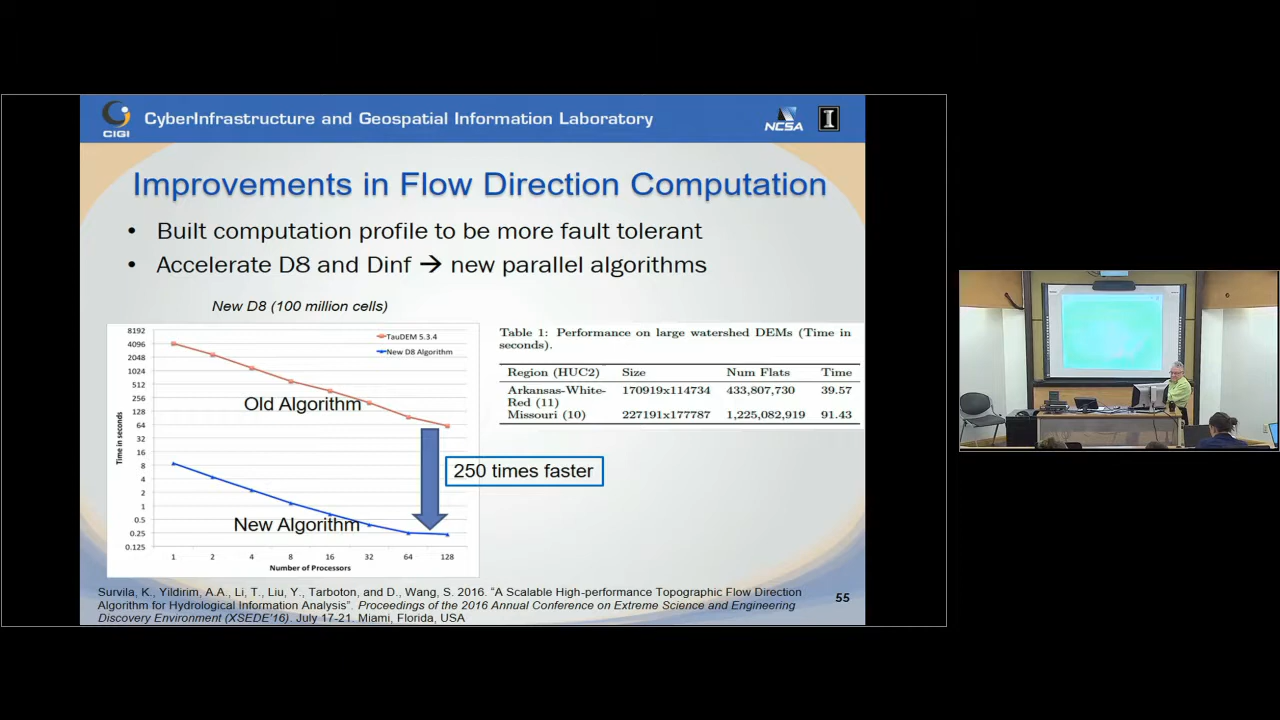 CIGI
CyberInfrastructure and Geospatial Information Laboratory
NCSA
I
Improvements in Flow Direction Computation
• Built computation profile to be more fault tolerant
• Accelerate D8 and Dinf → new parallel algorithms
New D8 (100 million cells)
8192
4096
2048
1024
512
256
128
64
32
16
8
4
2
1
0.5
0.25
0.125
Time in seconds
TauDEM 5.3.4
New D8 Algorithm
Old Algorithm
New Algorithm
250 times faster
1 2 4 8 16 32 64 128
Number of Processors
Table 1: Performance on large watershed DEMs (Time in
seconds).
Region (HUC2) Size Num Flats Time
Arkansas-White- 170919x114734 433,807,730 39.57
Red (11)
Missouri (10) 227191x177787 1,225,082,919 91.43
Survila, K., Yildirim, A.A., Li, T., Liu, Y., Tarboton, and D., Wang, S. 2016. "A Scalable High-performance Topographic Flow Direction
Algorithm for Hydrological Information Analysis". Proceedings of the 2016 Annual Conference on Extreme Science and Engineering
Discovery Environment (XSEDE'16). July 17-21. Miami, Florida, USA
55